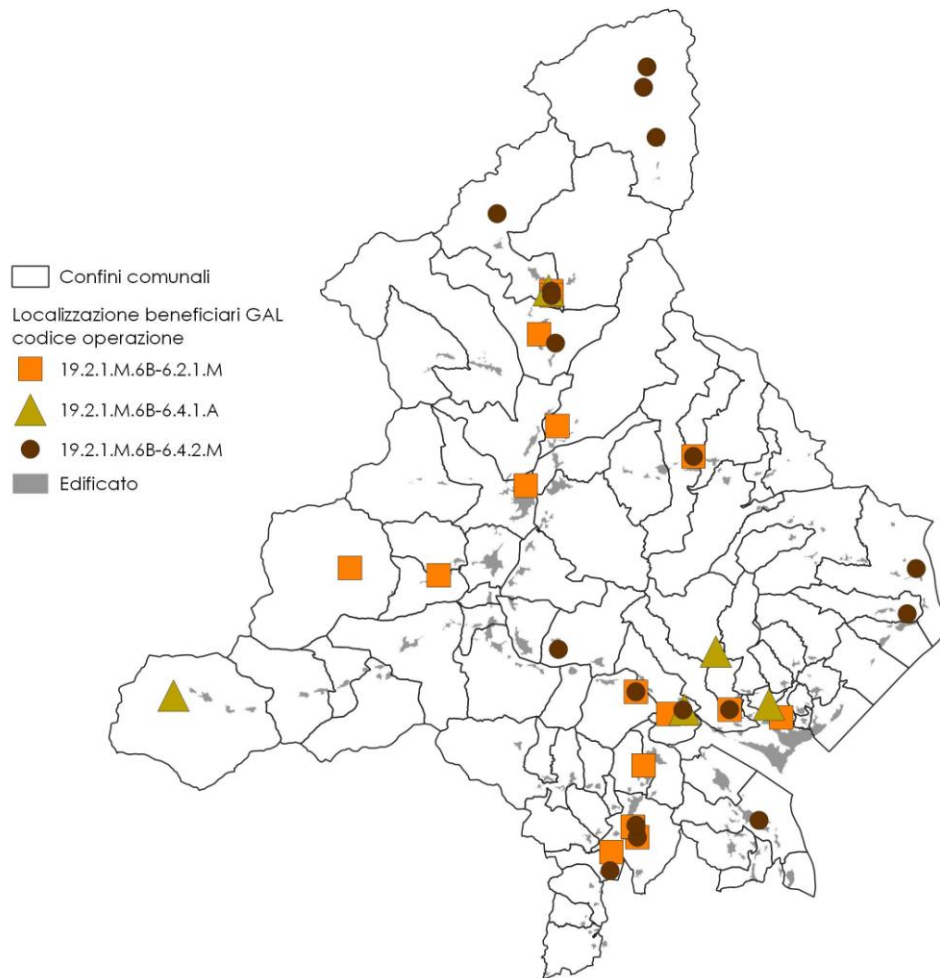 Confini comunali
Localizzazione beneficiari GAL
codice operazione
19.2.1.M.6B-6.2.1.M
19.2.1.M.6B-6.4.1.A
19.2.1.M.6B-6.4.2.M
Edificato